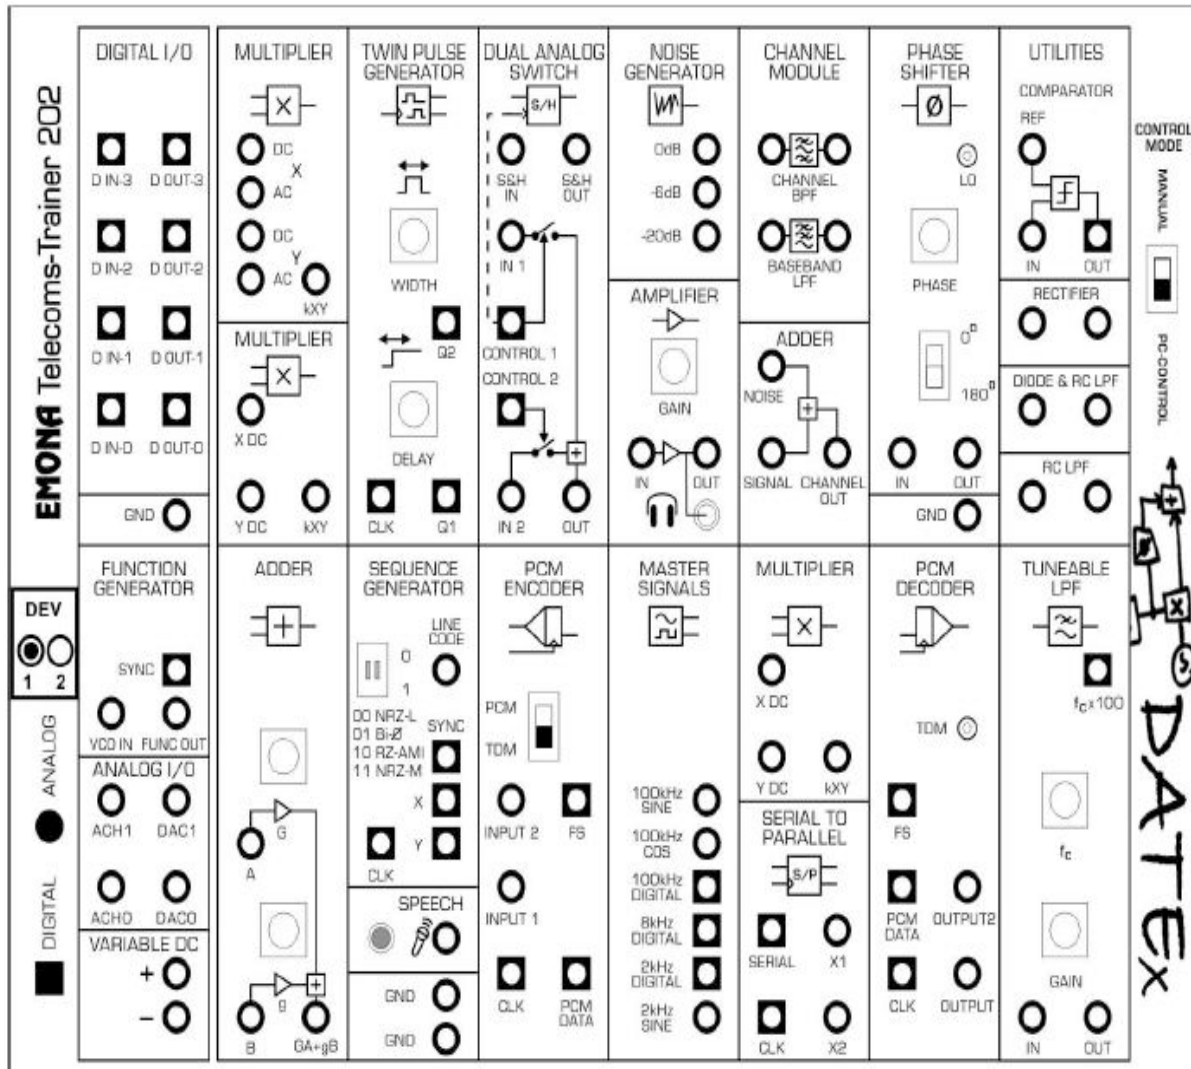 EMONA Telecoms-Trainer 202
DEV
1 2
ANALOG
DIGITAL
DIGITAL I/O
D IN-3 D OUT-3
D IN-2 D OUT-2
D IN-1 D OUT-1
D IN-0 D OUT-0
GND
MULTIPLIER
X
DC
X
AC
DC
Y
AC
kXY
MULTIPLIER
X
X DC
Y DC kXY
TWIN PULSE
GENERATOR
WIDTH
Q2
DELAY
CLK Q1
DUAL ANALOG
SWITCH
S/H
S&H
IN
S&H
OUT
IN 1
CONTROL 1
CONTROL 2
+
IN 2 OUT
NOISE
GENERATOR
0dB
-6dB
-20dB
AMPLIFIER
GAIN
IN OUT
CHANNEL
MODULE
CHANNEL
BPF
BASEBAND
LPF
ADDER
NOISE
+
SIGNAL CHANNEL
OUT
PHASE
SHIFTER
Ø
LO
PHASE
0°
180°
IN OUT
GND
UTILITIES
COMPARATOR
REF
IN OUT
RECTIFIER
DIODE & RC LPF
RC LPF
CONTROL
MODE
MANUAL
PC-CONTROL
FUNCTION
GENERATOR
SYNC
VCO IN FUNC OUT
ANALOG I/O
ACH1 DAC1
ACH0 DAC0
VARIABLE DC
+
−
ADDER
+
G
A
g
+
B GA+gB
SEQUENCE
GENERATOR
LINE
CODE
0
1
00 NRZ-L
01 Bi-Ø
10 RZ-AMI
11 NRZ-M
SYNC
X
Y
CLK
SPEECH
GND
GND
PCM
ENCODER
PCM
TDM
INPUT 2 FS
INPUT 1
CLK PCM
DATA
MASTER
SIGNALS
100kHz
SINE
100kHz
COS
100kHz
DIGITAL
8kHz
DIGITAL
2kHz
DIGITAL
2kHz
SINE
MULTIPLIER
X
X DC
Y DC kXY
SERIAL TO
PARALLEL
S/P
SERIAL X1
CLK X2
PCM
DECODER
TDM
FS
PCM
DATA
OUTPUT2
CLK OUTPUT
TUNEABLE
LPF
fc x100
fc
GAIN
IN OUT
+
X
DATEx